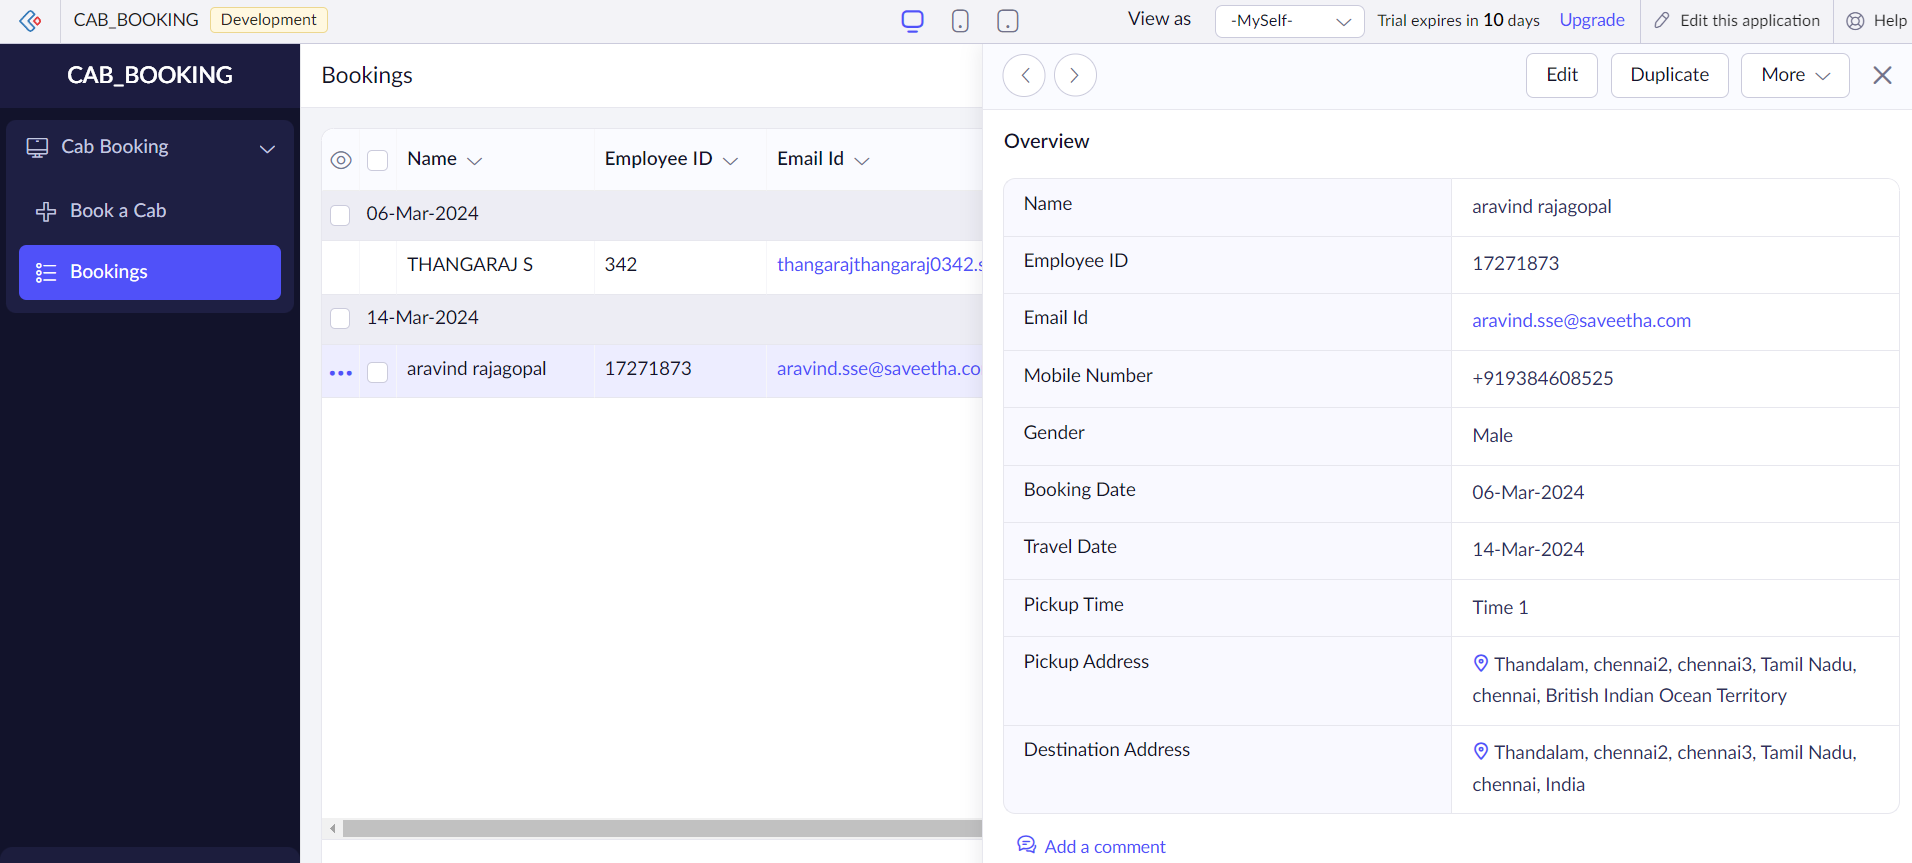 CAB_BOOKING Development View as -MySelf- Trial expires in 10 days Upgrade Edit this application Help
CAB_BOOKING
Cab Booking
Book a Cab
Bookings
Bookings
Name Employee ID Email Id
06-Mar-2024
THANGARAJ S 342 thangarajthangaraj0342.s
14-Mar-2024
aravind rajagopal 17271873 aravind.sse@saveetha.co
Edit Duplicate More
Overview
Name aravind rajagopal
Employee ID 17271873
Email Id aravind.sse@saveetha.com
Mobile Number +919384608525
Gender Male
Booking Date 06-Mar-2024
Travel Date 14-Mar-2024
Pickup Time Time 1
Pickup Address Thandalam, chennai2, chennai3, Tamil Nadu,
chennai, British Indian Ocean Territory
Destination Address Thandalam, chennai2, chennai3, Tamil Nadu,
chennai, India
Add a comment